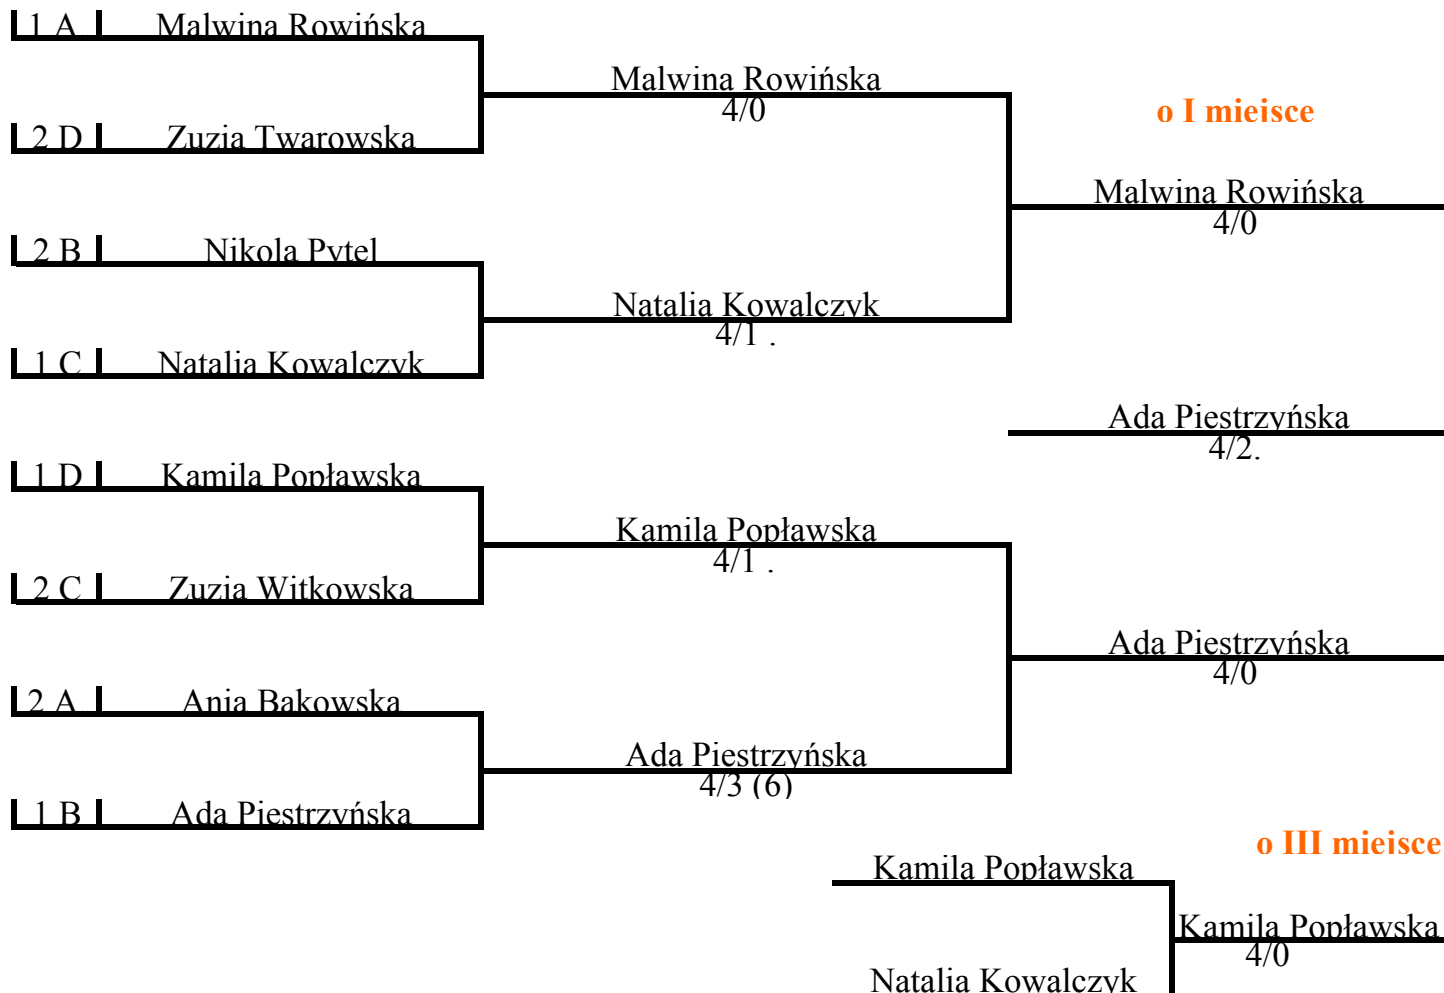 1 A Malwina Rowińska
Malwina Rowińska
4/0
o I miejsce
2 D Zuzia Twarowska
Malwina Rowińska
4/0
2 B Nikola Pytel
Natalia Kowalczyk
4/1 .
1 C Natalia Kowalczyk
Ada Piestrzyńska
4/2.
1 D Kamila Popławska
Kamila Popławska
4/1 .
2 C Zuzia Witkowska
Ada Piestrzyńska
4/0
2 A Ania Bakowska
Ada Piestrzyńska
4/3 (6)
1 B Ada Piestrzyńska
o III miejsce
Kamila Popławska
Kamila Popławska
4/0
Natalia Kowalczyk